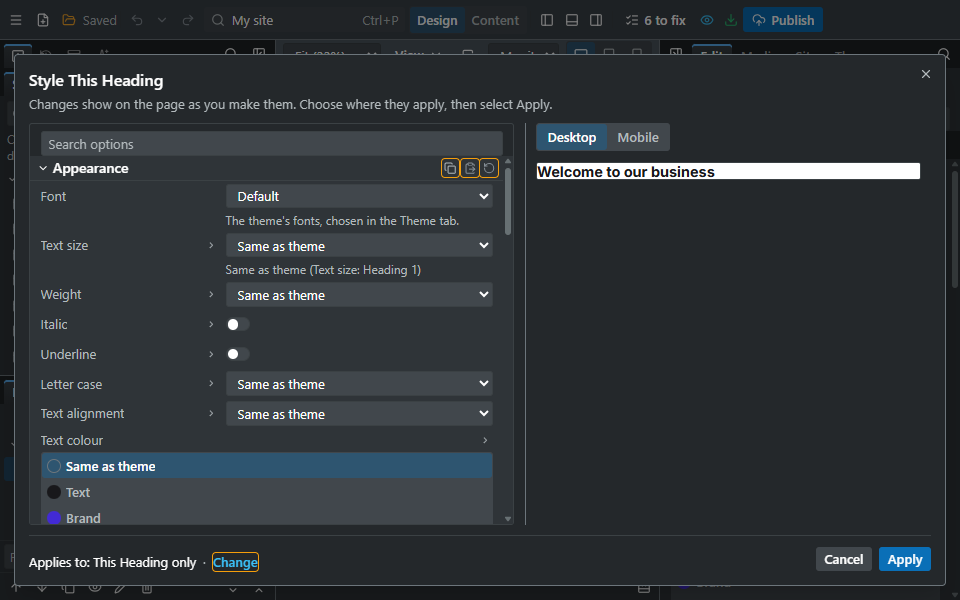 Saved
My site
Ctrl+P
Design
Content
6 to fix
Publish
Style This Heading
Changes show on the page as you make them. Choose where they apply, then select Apply.
Search options
Desktop
Mobile
Appearance
Welcome to our business
Font
Default
The theme's fonts, chosen in the Theme tab.
Text size
Same as theme
Same as theme (Text size: Heading 1)
Weight
Same as theme
Italic
Underline
Letter case
Same as theme
Text alignment
Same as theme
Text colour
Same as theme
Text
Brand
Applies to: This Heading only · Change
Cancel
Apply